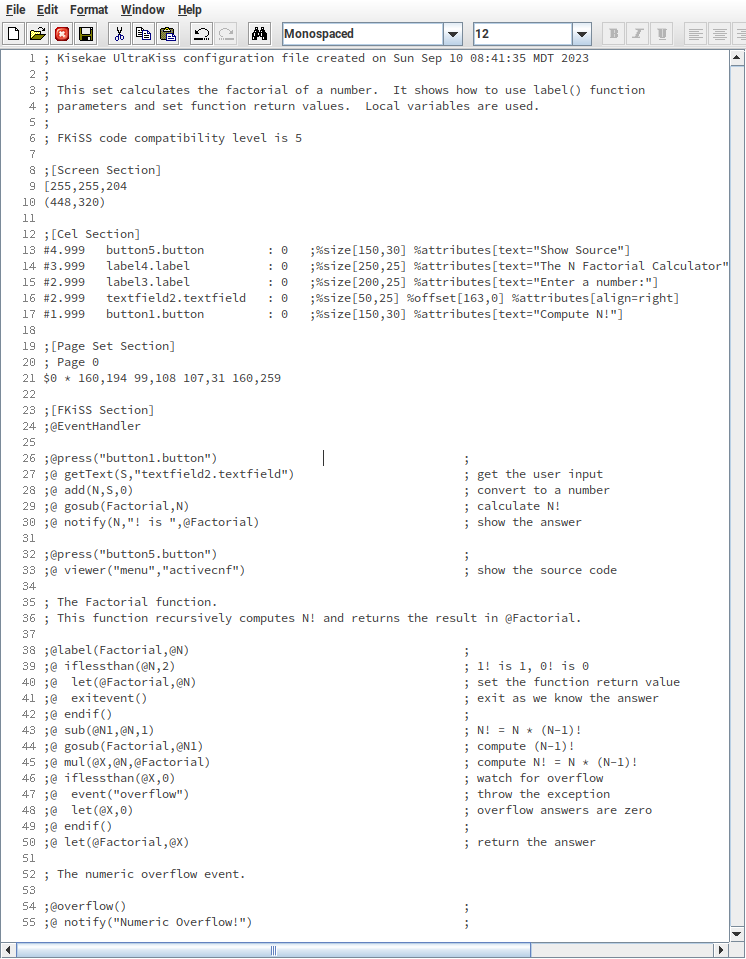 File Edit Format Window Help
Monospaced 12 B I U
1 ; Kisekae UltraKiss configuration file created on Sun Sep 10 08:41:35 MDT 2023
2 ;
3 ; This set calculates the factorial of a number.  It shows how to use label() function
4 ; parameters and set function return values.  Local variables are used.
5 ;
6 ; FKiSS code compatibility level is 5
7
8 ;[Screen Section]
9 [255,255,204
10 (448,320)
11
12 ;[Cel Section]
13 #4.999   button5.button         : 0   ;%size[150,30] %attributes[text="Show Source"]
14 #3.999   label4.label           : 0   ;%size[250,25] %attributes[text="The N Factorial Calculator"
15 #2.999   label3.label           : 0   ;%size[200,25] %attributes[text="Enter a number:"]
16 #2.999   textfield2.textfield   : 0   ;%size[50,25] %offset[163,0] %attributes[align=right]
17 #1.999   button1.button         : 0   ;%size[150,30] %attributes[text="Compute N!"]
18
19 ;[Page Set Section]
20 ; Page 0
21 $0 * 160,194 99,108 107,31 160,259
22
23 ;[FKiSS Section]
24 ;@EventHandler
25
26 ;@press("button1.button")                                   ;
27 ;@ getText(S,"textfield2.textfield")                        ; get the user input
28 ;@ add(N,S,0)                                               ; convert to a number
29 ;@ gosub(Factorial,N)                                       ; calculate N!
30 ;@ notify(N,"! is ",@Factorial)                             ; show the answer
31
32 ;@press("button5.button")                                   ;
33 ;@ viewer("menu","activecnf")                               ; show the source code
34
35 ; The Factorial function.
36 ; This function recursively computes N! and returns the result in @Factorial.
37
38 ;@label(Factorial,@N)                                       ;
39 ;@ iflessthan(@N,2)                                         ; 1! is 1, 0! is 0
40 ;@  let(@Factorial,@N)                                      ; set the function return value
41 ;@  exitevent()                                             ; exit as we know the answer
42 ;@ endif()                                                  ;
43 ;@ sub(@N1,@N,1)                                            ; N! = N * (N-1)!
44 ;@ gosub(Factorial,@N1)                                     ; compute (N-1)!
45 ;@ mul(@X,@N,@Factorial)                                    ; compute N! = N * (N-1)!
46 ;@ iflessthan(@X,0)                                         ; watch for overflow
47 ;@  event("overflow")                                       ; throw the exception
48 ;@  let(@X,0)                                               ; overflow answers are zero
49 ;@ endif()                                                  ;
50 ;@ let(@Factorial,@X)                                       ; return the answer
51
52 ; The numeric overflow event.
53
54 ;@overflow()                                                ;
55 ;@ notify("Numeric Overflow!")                              ;